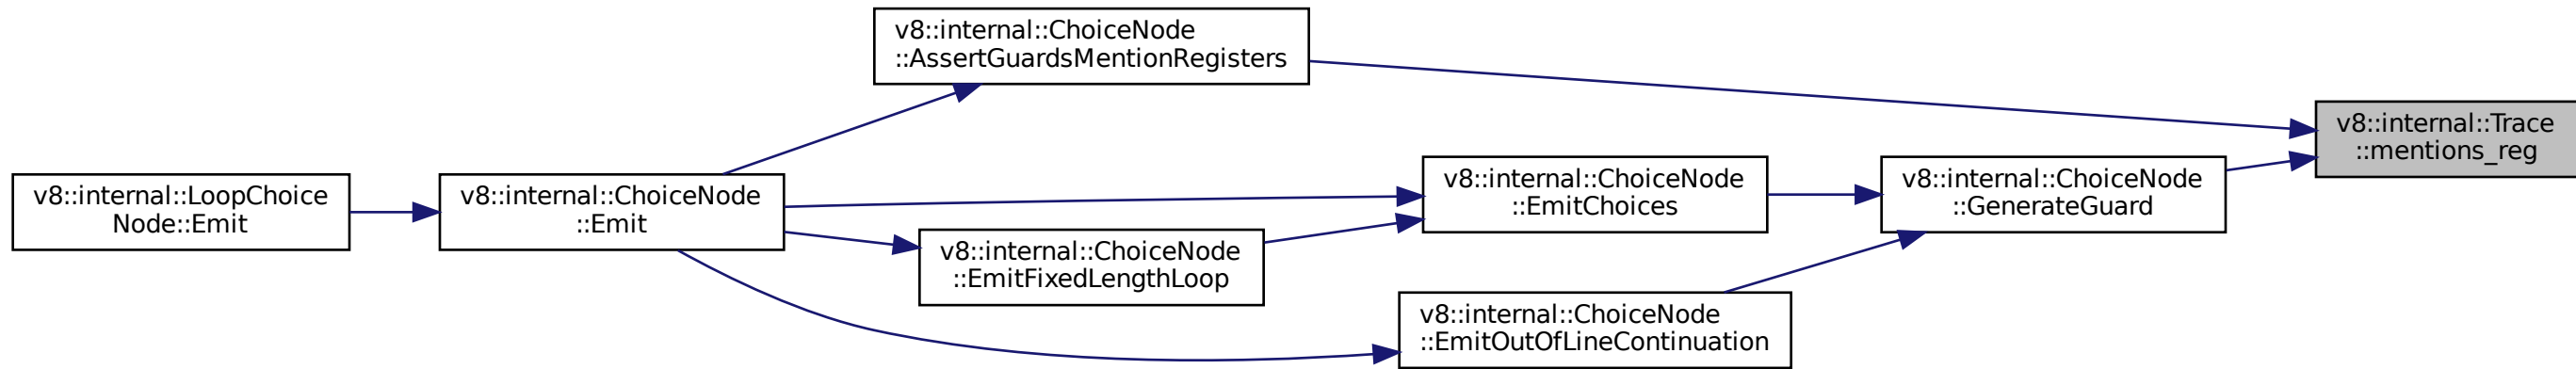 v8::internal::ChoiceNode
::AssertGuardsMentionRegisters
v8::internal::Trace
::mentions_reg
v8::internal::LoopChoice
Node::Emit
v8::internal::ChoiceNode
::Emit
v8::internal::ChoiceNode
::EmitChoices
v8::internal::ChoiceNode
::GenerateGuard
v8::internal::ChoiceNode
::EmitFixedLengthLoop
v8::internal::ChoiceNode
::EmitOutOfLineContinuation